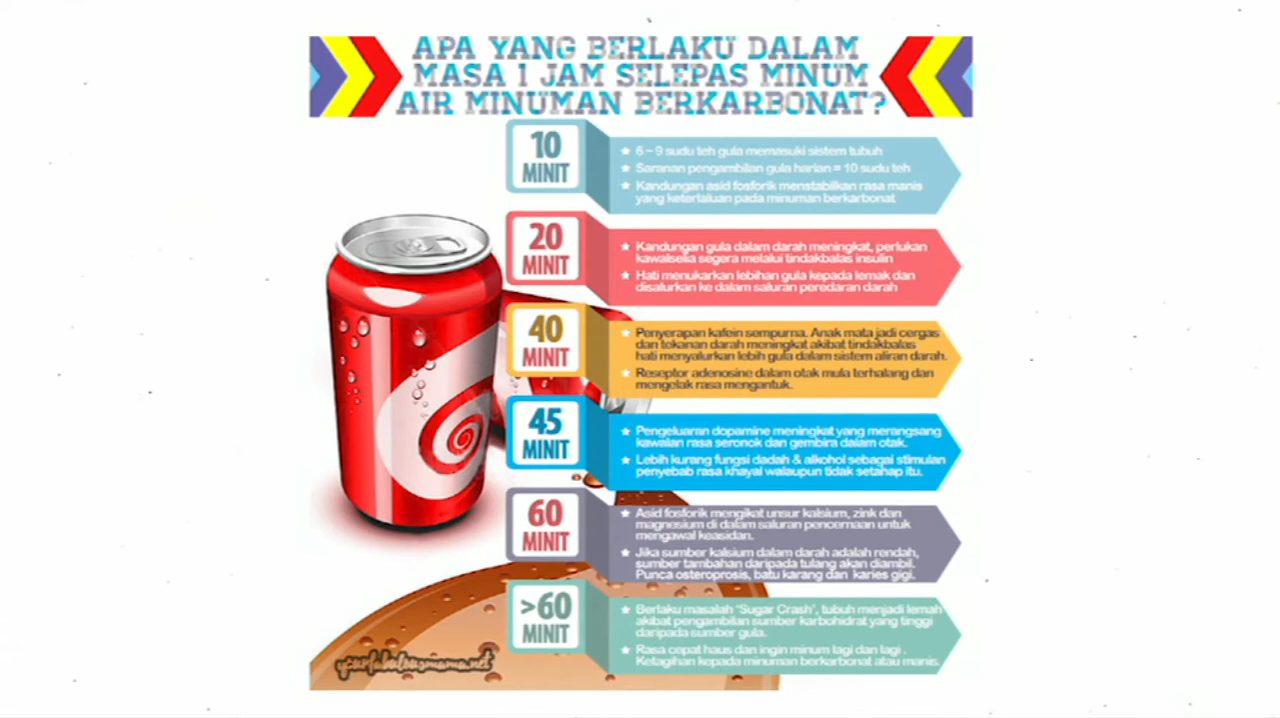 APA YANG BERLAKU DALAM
MASA 1 JAM SELEPAS MINUM
AIR MINUMAN BERKARBONAT?
10
MINIT
★ 6 – 9 sudu teh gula memasuki sistem tubuh
★ Saranan pengambilan gula harian = 10 sudu teh
★ Kandungan asid fosforik menstabilkan rasa manis
yang keterlaluan pada minuman berkarbonat
20
MINIT
★ Kandungan gula dalam darah meningkat, perlukan
kawalselia segera melalui tindakbalas insulin
★ Hati menukarkan lebihan gula kepada lemak dan
disalurkan ke dalam saluran peredaran darah
40
MINIT
★ Penyerapan kafein sempurna. Anak mata jadi cergas
dan tekanan darah meningkat akibat tindakbalas
hati menyalurkan lebih gula dalam sistem aliran darah.
★ Reseptor adenosine dalam otak mula terhalang dan
mengelak rasa mengantuk.
45
MINIT
★ Pengeluaran dopamine meningkat yang merangsang
kawalan rasa seronok dan gembira dalam otak.
★ Lebih kurang fungsi dadah & alkohol sebagai stimulan
penyebab rasa khayal walaupun tidak setahap itu.
60
MINIT
★ Asid fosforik mengikat unsur kalsium, zink dan
magnesium di dalam saluran pencernaan untuk
mengawal keasidan.
★ Jika sumber kalsium dalam darah adalah rendah,
sumber tambahan daripada tulang akan diambil.
Punca osteroprosis, batu karang dan karies gigi.
>60
MINIT
★ Berlaku masalah 'Sugar Crash', tubuh menjadi lemah
akibat pengambilan sumber karbohidrat yang tinggi
daripada sumber gula.
★ Rasa cepat haus dan ingin minum lagi dan lagi .
Ketagihan kepada minuman berkarbonat atau manis.
yourfabulousmama.net